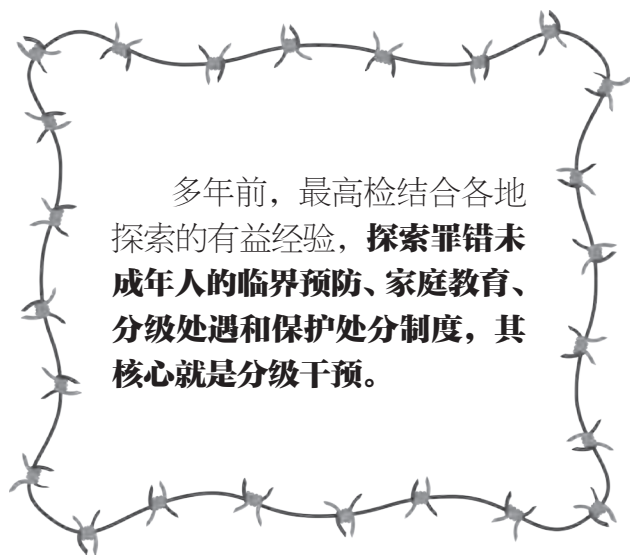 多年前，最高检结合各地
探索的有益经验，探索罪错未
成年人的临界预防、家庭教育、
分级处遇和保护处分制度，其
核心就是分级干预。